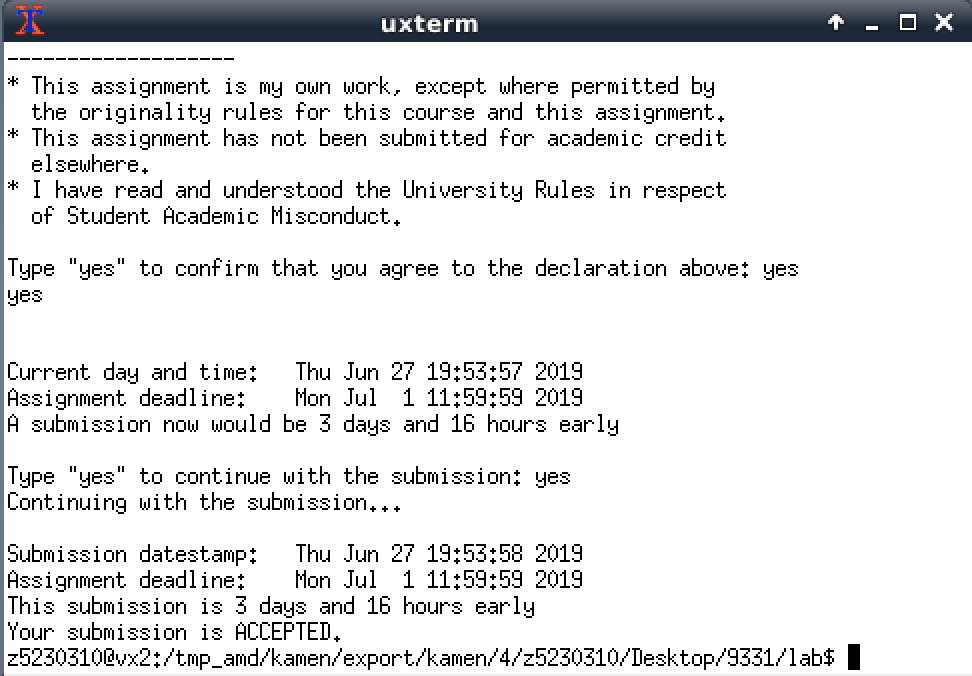 uxterm
-------------------
* This assignment is my own work, except where permitted by
the originality rules for this course and this assignment.
* This assignment has not been submitted for academic credit
elsewhere.
* I have read and understood the University Rules in respect
of Student Academic Misconduct.
Type "yes" to confirm that you agree to the declaration above: yes
yes
Current day and time:   Thu Jun 27 19:53:57 2019
Assignment deadline:    Mon Jul  1 11:59:59 2019
A submission now would be 3 days and 16 hours early
Type "yes" to continue with the submission: yes
Continuing with the submission...
Submission datestamp:   Thu Jun 27 19:53:58 2019
Assignment deadline:    Mon Jul  1 11:59:59 2019
This submission is 3 days and 16 hours early
Your submission is ACCEPTED.
z5230310@vx2:/tmp_amd/kamen/export/kamen/4/z5230310/Desktop/9331/lab$